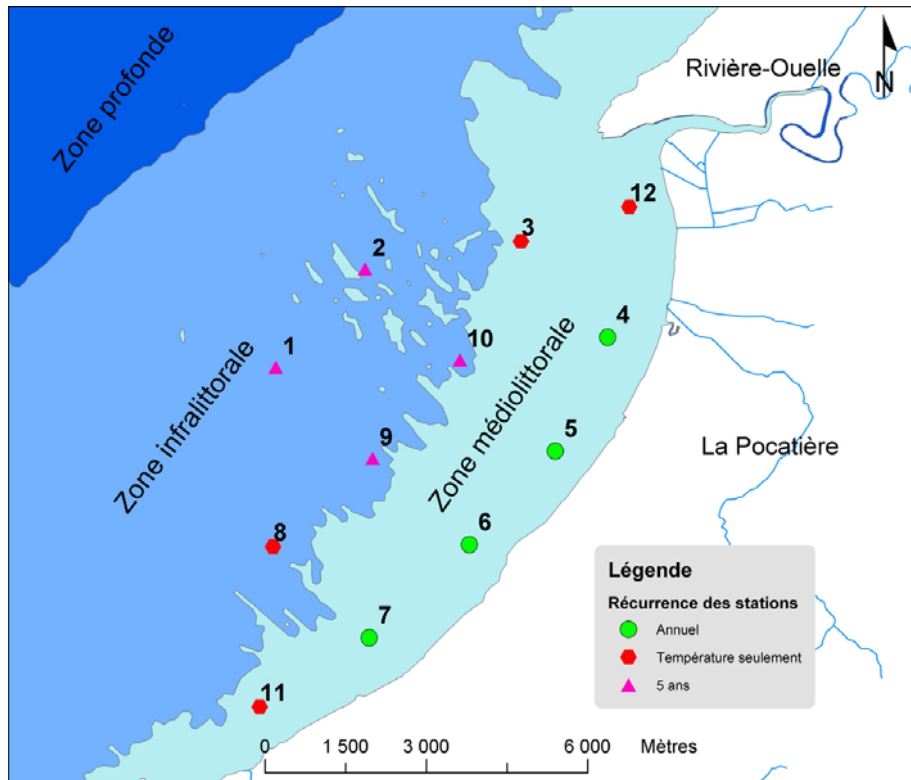 Zone profonde
Rivière-Ouelle
N
12
3
2
4
Zone infralittorale
1
10
Zone médiolittorale
5
La Pocatière
9
6
8
7
11
Légende
Récurrence des stations
Annuel
Température seulement
5 ans
0 1 500 3 000 6 000 Mètres